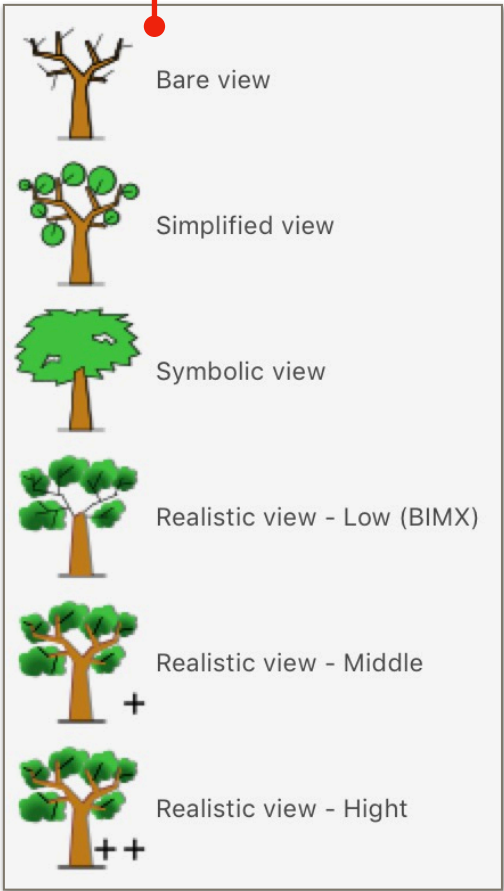 Bare view
Simplified view
Symbolic view
Realistic view - Low (BIMX)
Realistic view - Middle
+
Realistic view - Hight
++